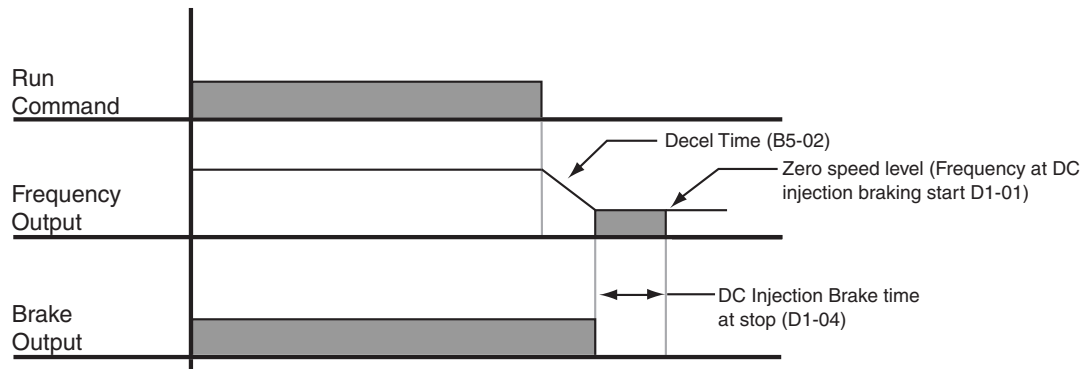 Run
Command
Decel Time (B5-02)
Zero speed level (Frequency at DC
injection braking start D1-01)
Frequency
Output
DC Injection Brake time
at stop (D1-04)
Brake
Output